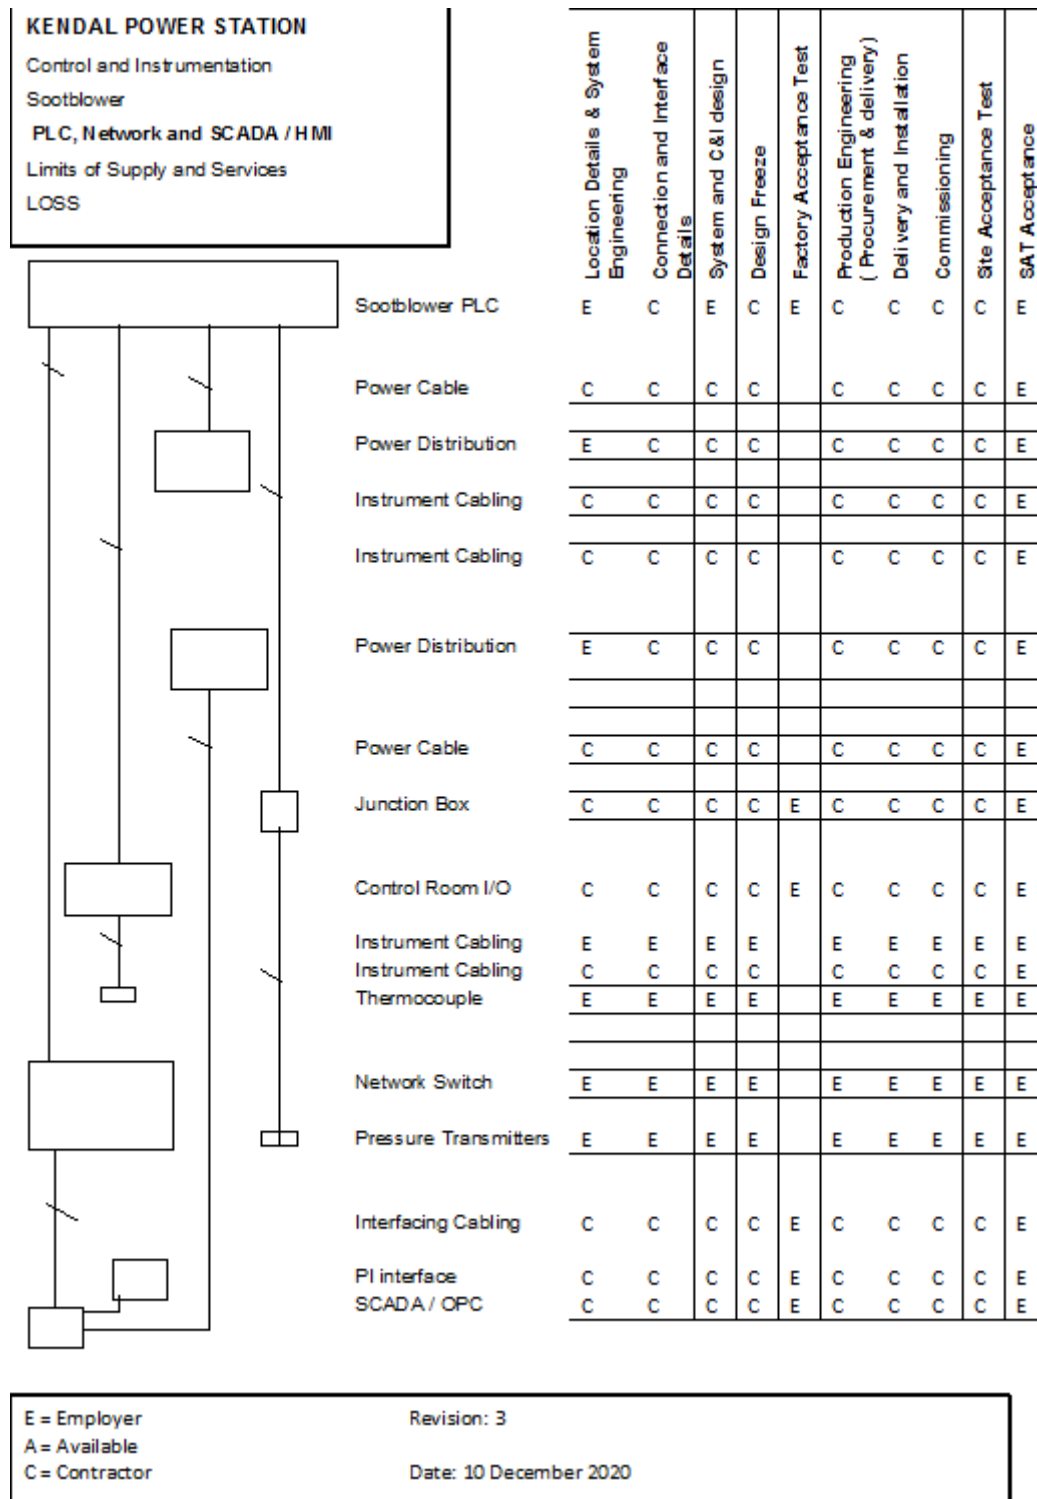 KENDAL POWER STATION
Control and Instrumentation
Sootblower
PLC, Network and SCADA / HMI
Limits of Supply and Services
LOSS
Location Details & System
Engineering
Connection and Interface
Details
System and C&I design
Design Freeze
Factory Acceptance Test
Production Engineering
( Procurement & delivery)
Delivery and Installation
Commissioning
Site Acceptance Test
SAT Acceptance
Sootblower PLC E C E C E C C C C E
Power Cable C C C C C C C C E
Power Distribution E C C C C C C C E
Instrument Cabling C C C C C C C C E
Instrument Cabling C C C C C C C C E
Power Distribution E C C C C C C C E
Power Cable C C C C C C C C E
Junction Box C C C C E C C C C E
Control Room I/O C C C C E C C C C E
Instrument Cabling E E E E E E E E E
Instrument Cabling C C C C C C C C E
Thermocouple E E E E E E E E E
Network Switch E E E E E E E E E
Pressure Transmitters E E E E E E E E E
Interfacing Cabling C C C C E C C C C E
PI interface C C C C E C C C C E
SCADA / OPC C C C C E C C C C E
E = Employer Revision: 3
A = Available
C = Contractor Date: 10 December 2020